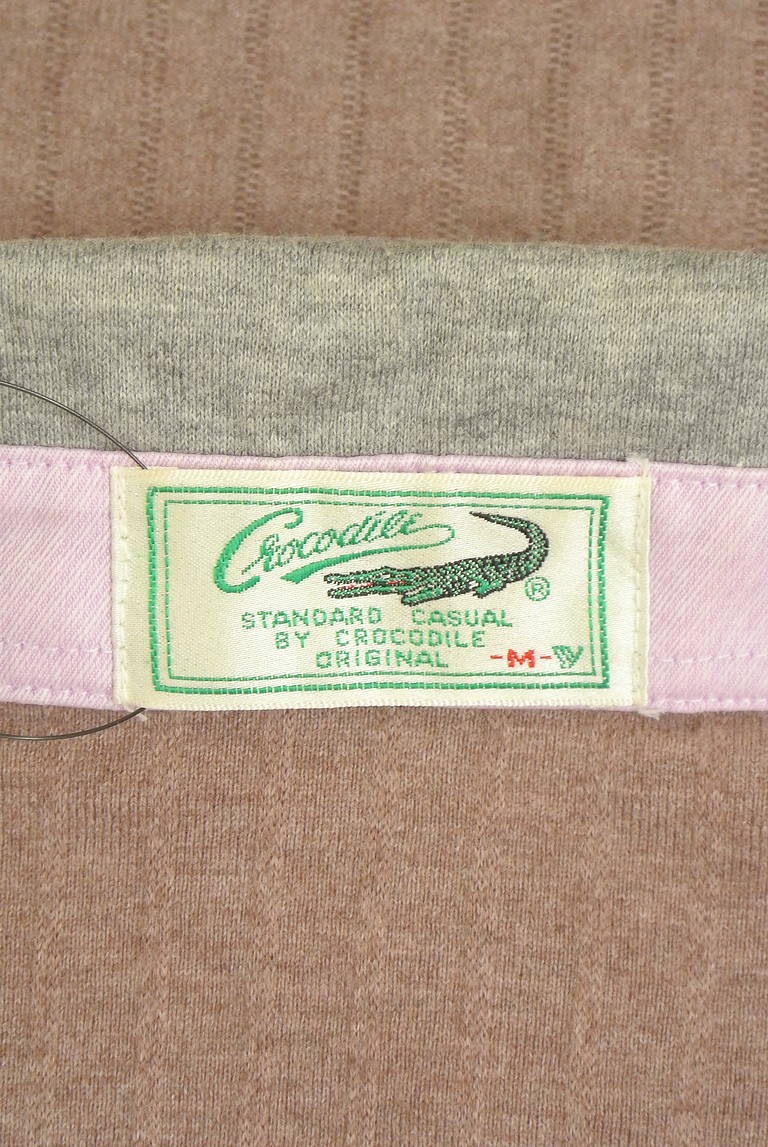 Crocodile
®
STANDARD CASUAL
BY CROCODILE
ORIGINAL -M-